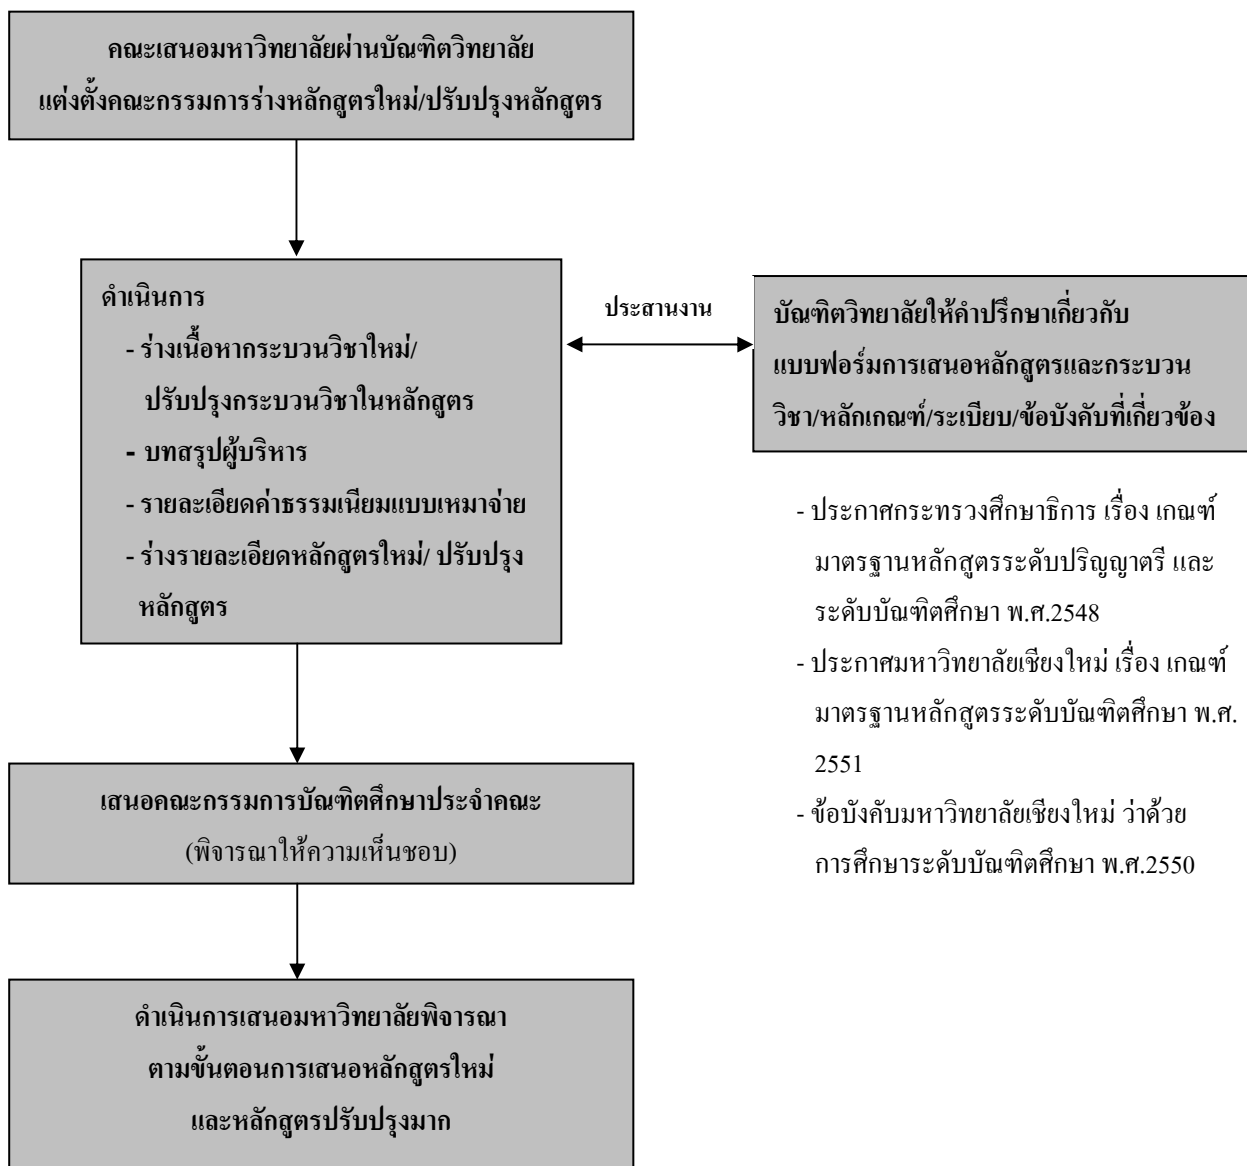 คณะเสนอมหาวิทยาลัยผ่านบัณฑิตวิทยาลัย
แต่งตั้งคณะกรรมการร่างหลักสูตรใหม่/ปรับปรุงหลักสูตร
ดำเนินการ
- ร่างเนื้อหากระบวนวิชาใหม่/
ปรับปรุงกระบวนวิชาในหลักสูตร
- บทสรุปผู้บริหาร
- รายละเอียดค่าธรรมเนียมแบบเหมาจ่าย
- ร่างรายละเอียดหลักสูตรใหม่/ ปรับปรุง
หลักสูตร
ประสานงาน
บัณฑิตวิทยาลัยให้คำปรึกษาเกี่ยวกับ
แบบฟอร์มการเสนอหลักสูตรและกระบวน
วิชา/หลักเกณฑ์/ระเบียบ/ข้อบังคับที่เกี่ยวข้อง
- ประกาศกระทรวงศึกษาธิการ เรื่อง เกณฑ์
มาตรฐานหลักสูตรระดับปริญญาตรี และ
ระดับบัณฑิตศึกษา พ.ศ.2548
- ประกาศมหาวิทยาลัยเชียงใหม่ เรื่อง เกณฑ์
มาตรฐานหลักสูตรระดับบัณฑิตศึกษา พ.ศ.
2551
- ข้อบังคับมหาวิทยาลัยเชียงใหม่ ว่าด้วย
การศึกษาระดับบัณฑิตศึกษา พ.ศ.2550
เสนอคณะกรรมการบัณฑิตศึกษาประจำคณะ
(พิจารณาให้ความเห็นชอบ)
ดำเนินการเสนอมหาวิทยาลัยพิจารณา
ตามขั้นตอนการเสนอหลักสูตรใหม่
และหลักสูตรปรับปรุงมาก